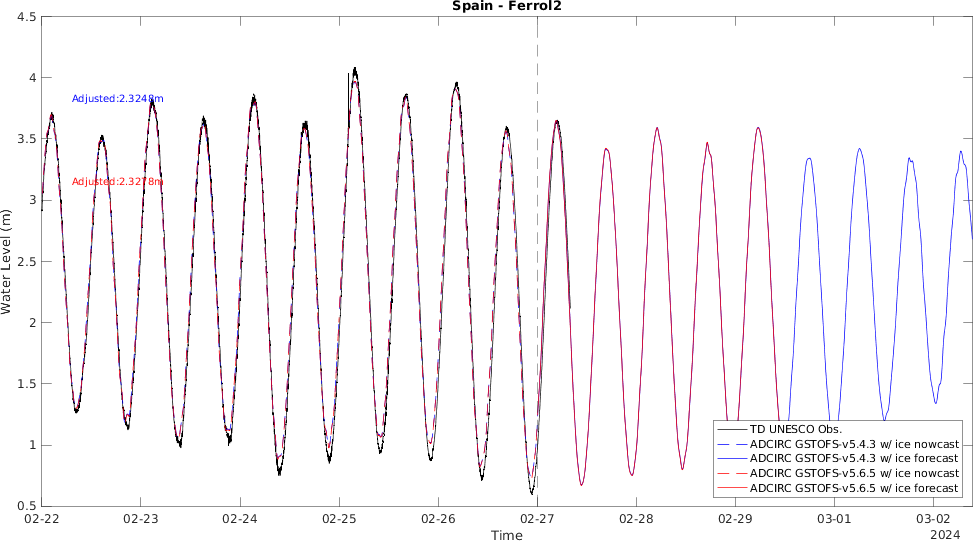 Spain - Ferrol2
4.5
4
3.5
3
2.5
2
1.5
1
0.5
Water Level (m)
Adjusted:2.3248m
Adjusted:2.3278m
TD UNESCO Obs.
ADCIRC GSTOFS-v5.4.3 w/ ice nowcast
ADCIRC GSTOFS-v5.4.3 w/ ice forecast
ADCIRC GSTOFS-v5.6.5 w/ ice nowcast
ADCIRC GSTOFS-v5.6.5 w/ ice forecast
02-22 02-23 02-24 02-25 02-26 02-27 02-28 02-29 03-01 03-02
Time
2024